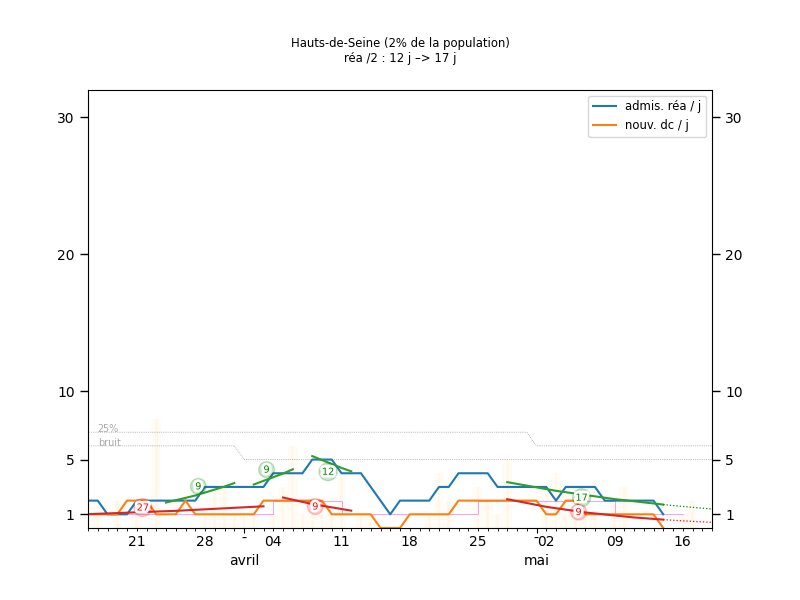 Hauts-de-Seine (2% de la population)
réa /2 : 12 j –> 17 j
admis. réa / j
nouv. dc / j
30 30
20 20
10 10
25%
bruit
5 5
9 9 12 17
27 9 9
1 1
21 28 - 04 11 18 25 -02 09 16
avril mai